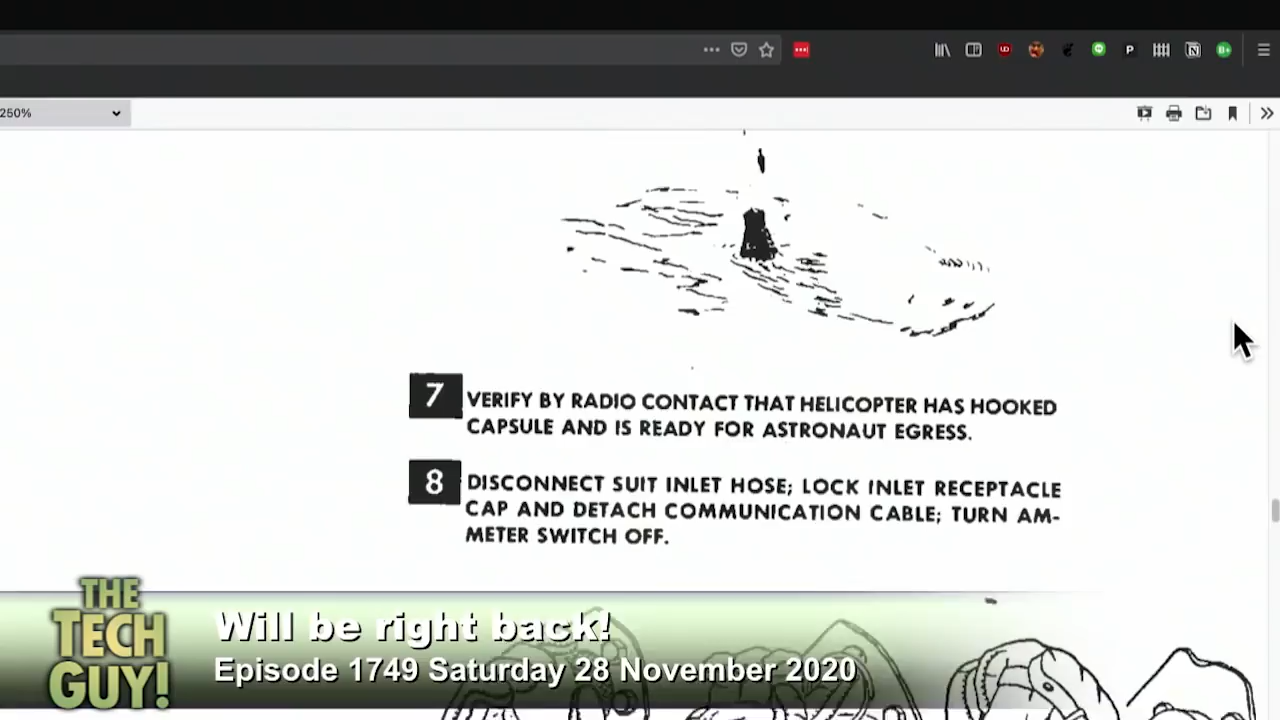 UD
P
N
B+
250%
7
VERIFY BY RADIO CONTACT THAT HELICOPTER HAS HOOKED
CAPSULE AND IS READY FOR ASTRONAUT EGRESS.
8
DISCONNECT SUIT INLET HOSE; LOCK INLET RECEPTACLE
CAP AND DETACH COMMUNICATION CABLE; TURN AM-
METER SWITCH OFF.
THE
TECH
GUY!
Will be right back!
Episode 1749 Saturday 28 November 2020